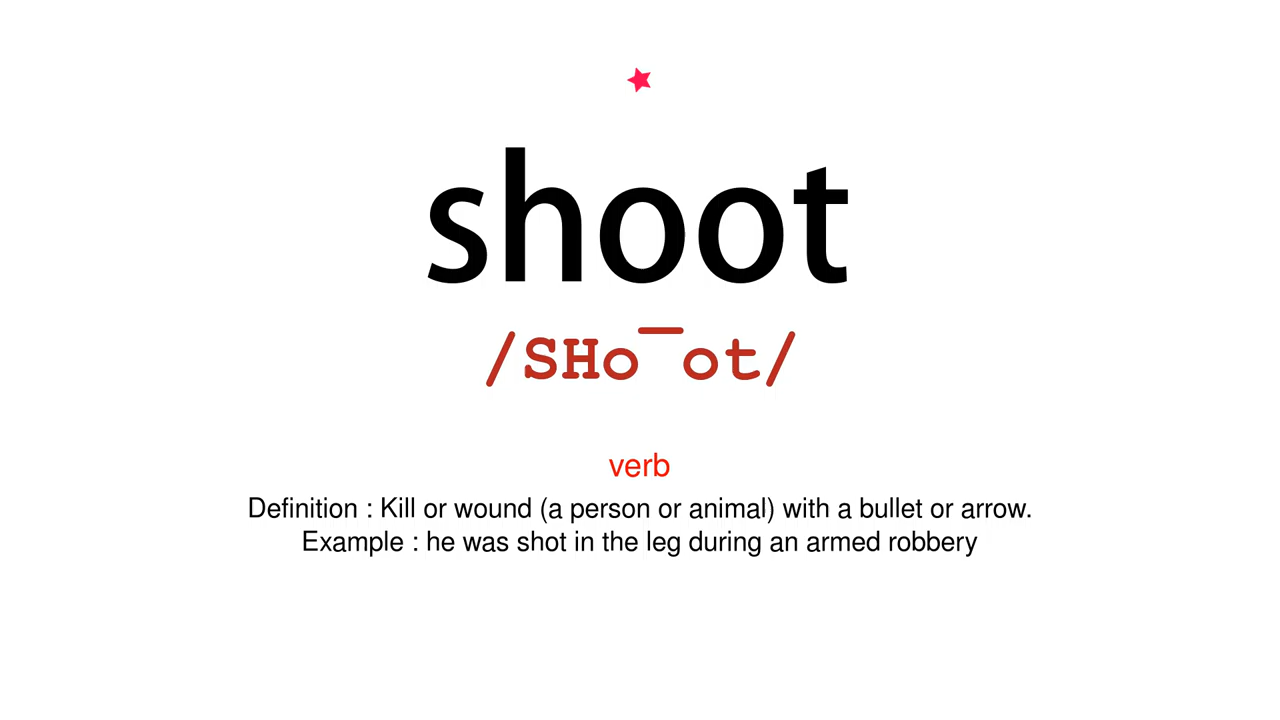 shoot
/SHo¯ot/
verb
Definition : Kill or wound (a person or animal) with a bullet or arrow.
Example : he was shot in the leg during an armed robbery